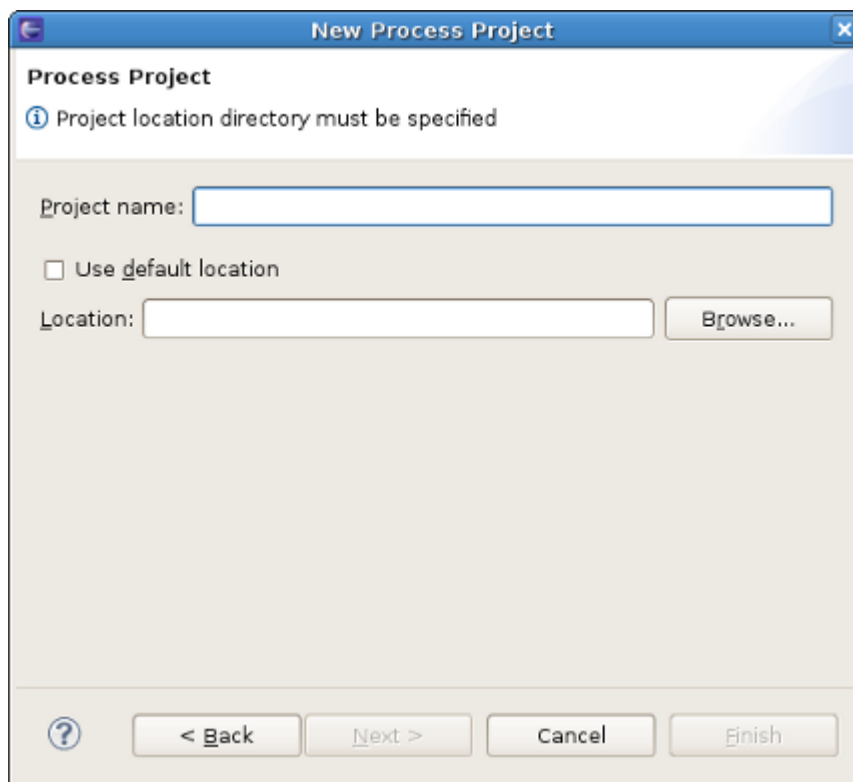 New Process Project
Process Project
Project location directory must be specified
Project name:
Use default location
Location:
Browse...
< Back
Next >
Cancel
Finish